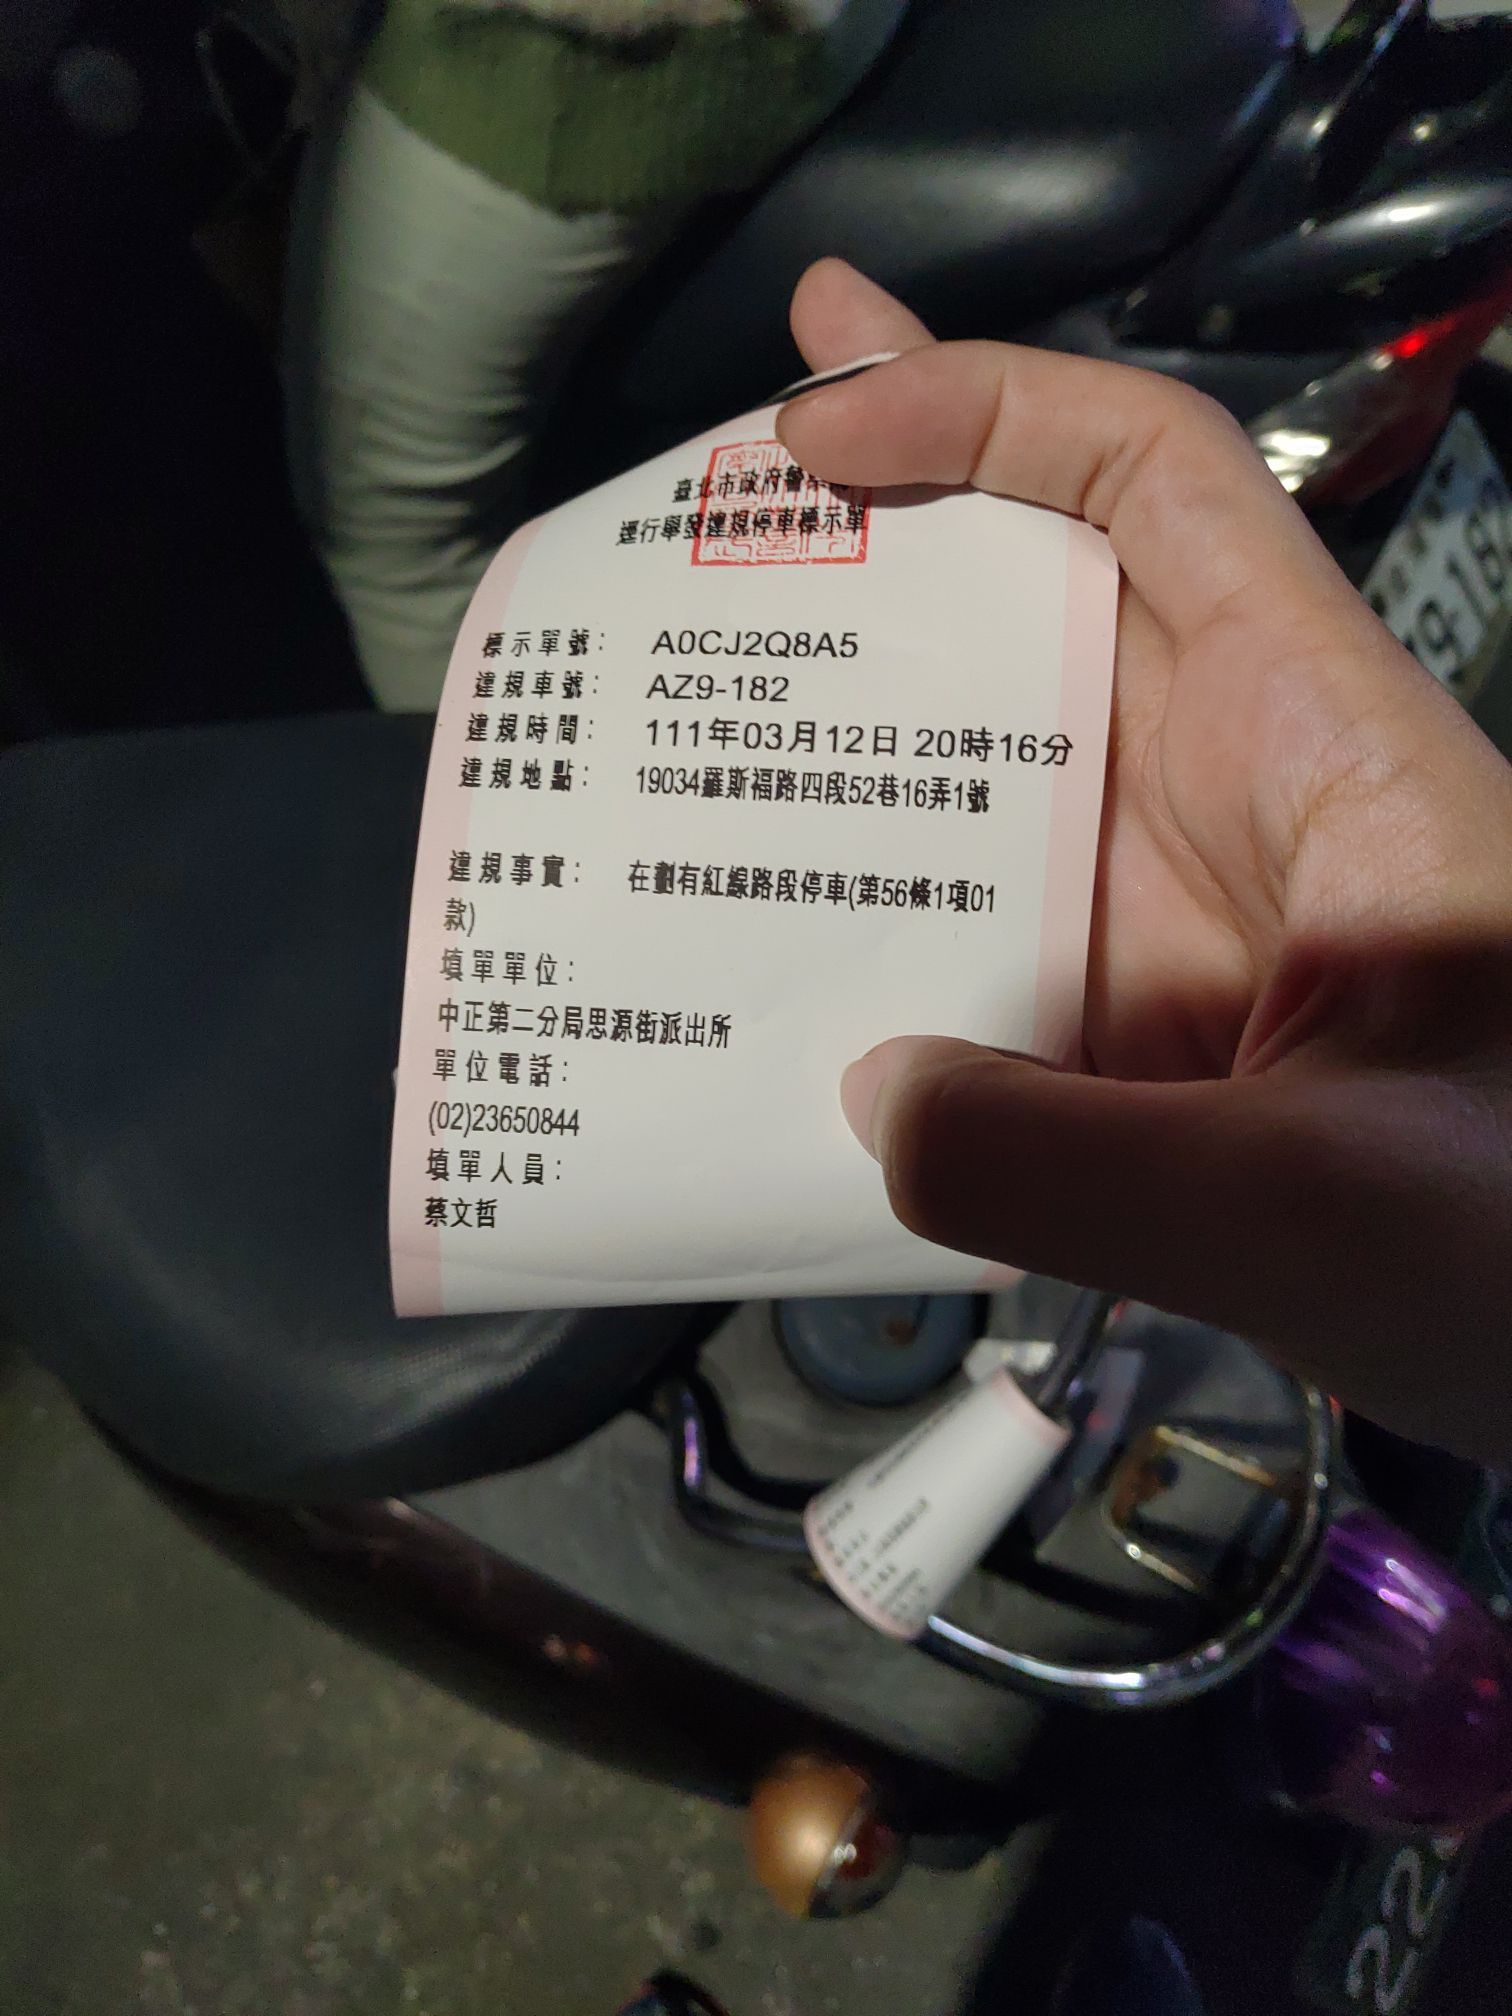 臺北市政府警察
逕行舉發違規停車標示單
標示單號： A0CJ2Q8A5
違規車號： AZ9-182
違規時間： 111年03月12日 20時16分
違規地點： 19034羅斯福路四段52巷16弄1號
違規事實： 在劃有紅線路段停車(第56條1項01
款)
填單單位：
中正第二分局思源街派出所
單位電話：
(02)23650844
填單人員：
蔡文哲
22